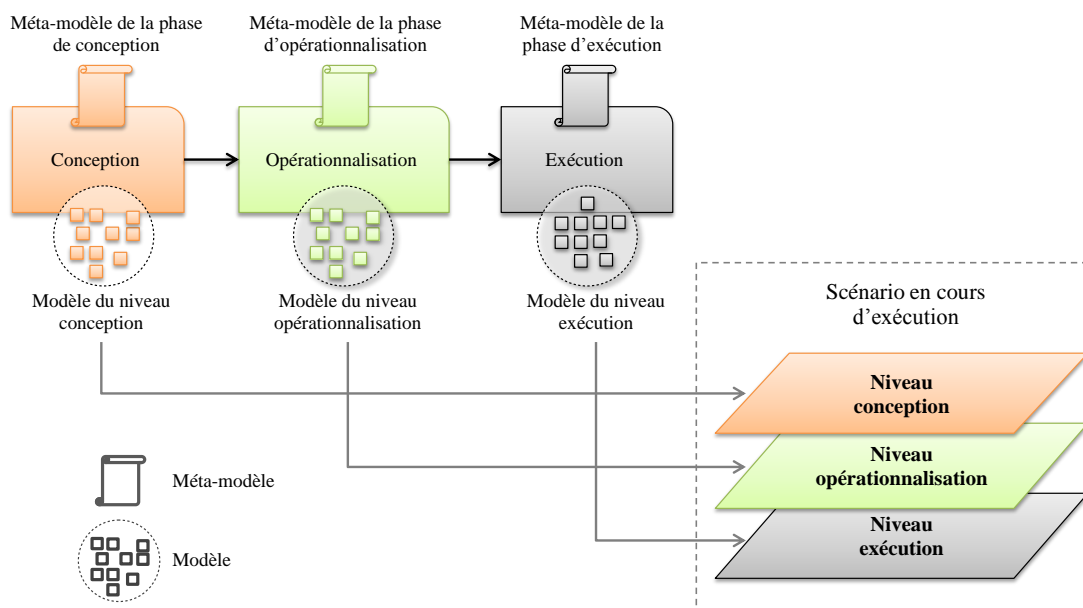 Méta-modèle de la phase
de conception
Méta-modèle de la phase
d’opérationnalisation
Méta-modèle de la
phase d’exécution
Conception
Opérationnalisation
Exécution
Modèle du niveau
conception
Modèle du niveau
opérationnalisation
Modèle du niveau
exécution
Scénario en cours
d’exécution
Niveau
conception
Niveau
opérationnalisation
Niveau
exécution
Méta-modèle
Modèle